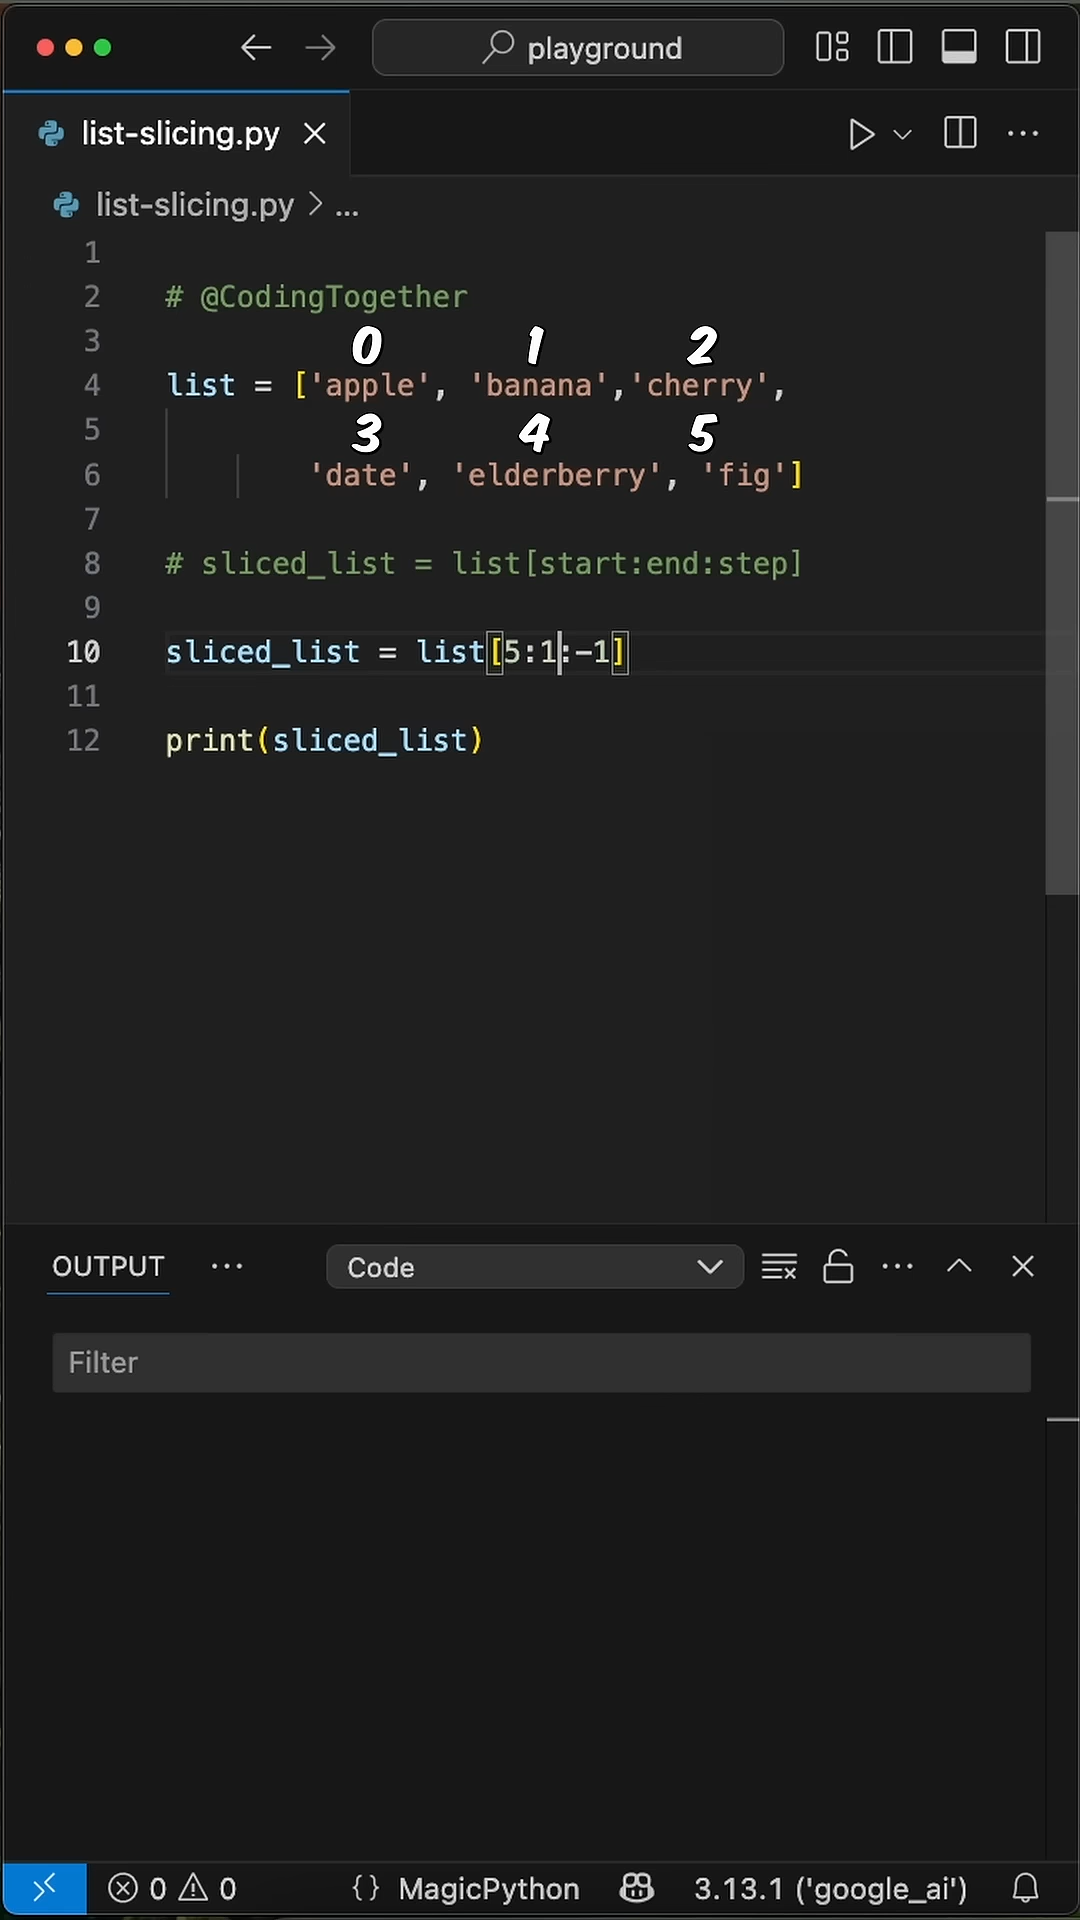 playground
list-slicing.py
list-slicing.py > ...
1
2 # @CodingTogether
3 0 1 2
4 list = ['apple', 'banana','cherry',
5 3 4 5
6 'date', 'elderberry', 'fig']
7
8 # sliced_list = list[start:end:step]
9
10 sliced_list = list[5:1:-1]
11
12 print(sliced_list)
OUTPUT ... Code
Filter
0 0 {} MagicPython 3.13.1 ('google_ai')